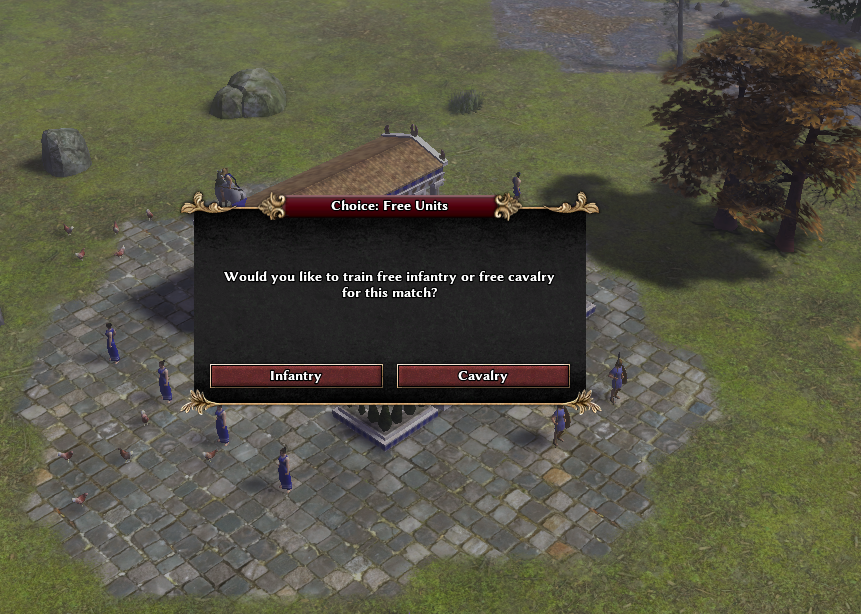 Choice: Free Units
Would you like to train free infantry or free cavalry
for this match?
Infantry
Cavalry